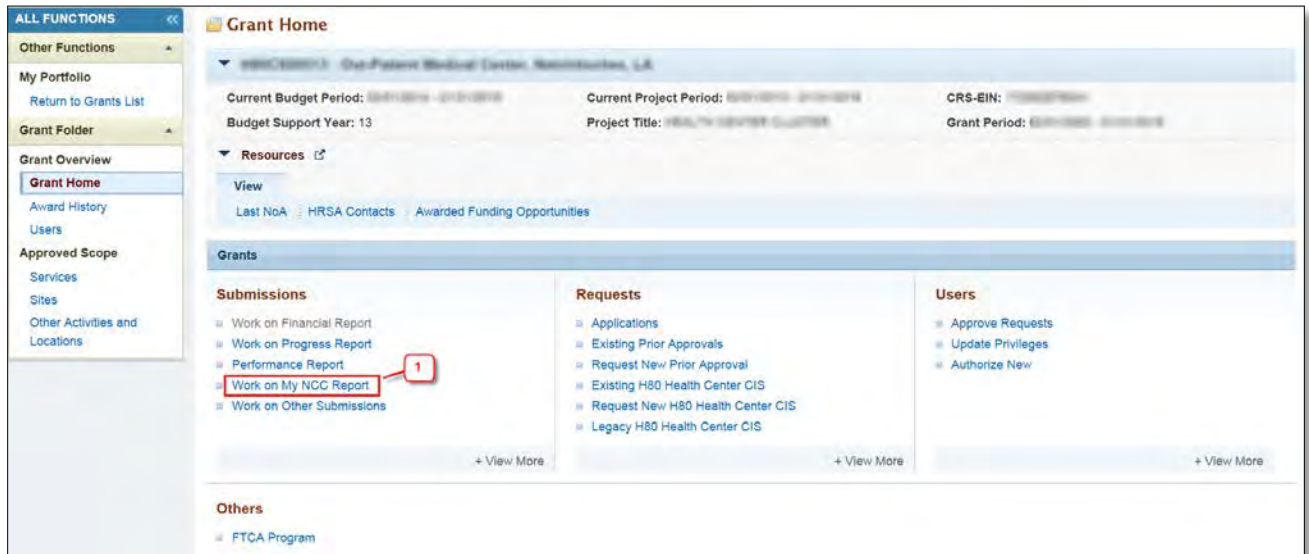 ALL FUNCTIONS <<
Other Functions
My Portfolio
Return to Grants List
Grant Folder
Grant Overview
Grant Home
Award History
Users
Approved Scope
Services
Sites
Other Activities and
Locations
Grant Home
Current Budget Period:
Current Project Period:
CRS-EIN:
Budget Support Year: 13
Project Title:
Grant Period:
Resources
View
Last NoA
HRSA Contacts
Awarded Funding Opportunities
Grants
Submissions
Work on Financial Report
Work on Progress Report
Performance Report
1
Work on My NCC Report
Work on Other Submissions
+ View More
Requests
Applications
Existing Prior Approvals
Request New Prior Approval
Existing H80 Health Center CIS
Request New H80 Health Center CIS
Legacy H80 Health Center CIS
+ View More
Users
Approve Requests
Update Privileges
Authorize New
+ View More
Others
FTCA Program